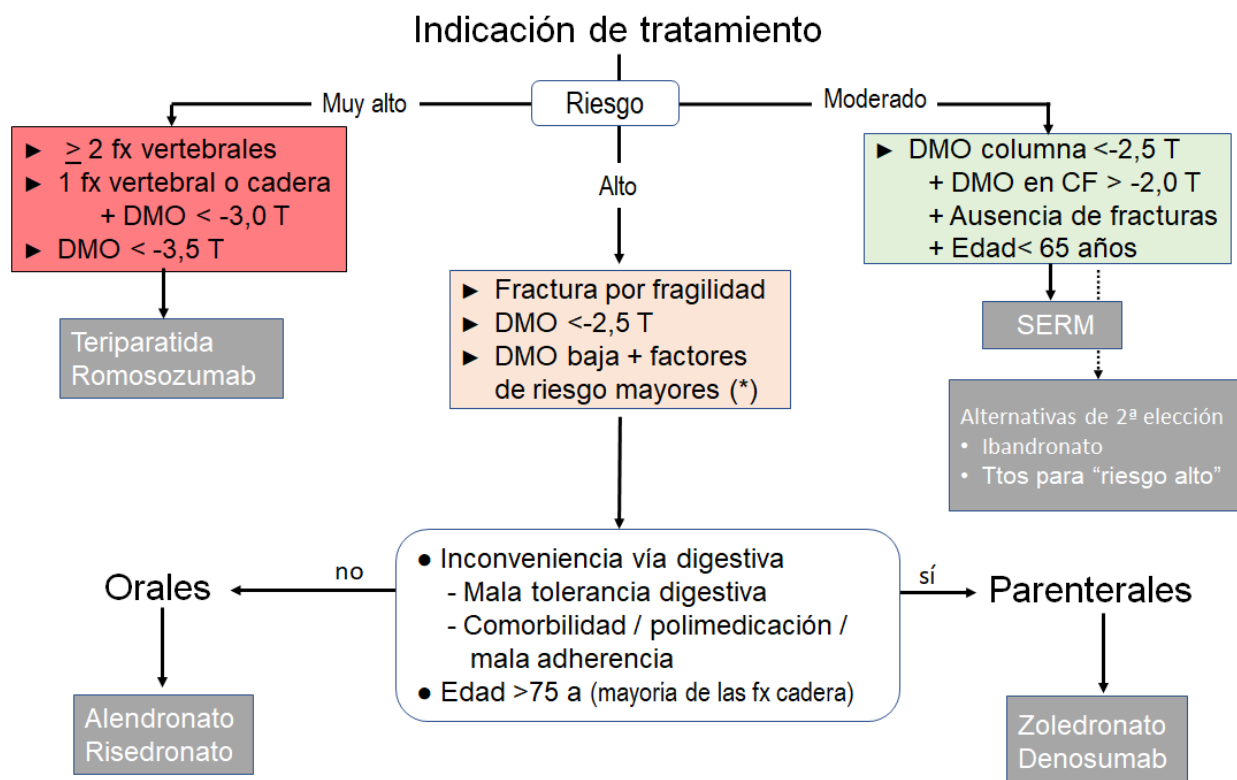 Indicación de tratamiento
Riesgo
Muy alto
Alto
Moderado
► ≥ 2 fx vertebrales
► 1 fx vertebral o cadera
+ DMO < -3,0 T
► DMO < -3,5 T
Teriparatida
Romosozumab
► Fractura por fragilidad
► DMO <-2,5 T
► DMO baja + factores
de riesgo mayores (*)
► DMO columna <-2,5 T
+ DMO en CF > -2,0 T
+ Ausencia de fracturas
+ Edad< 65 años
SERM
Alternativas de 2ª elección
• Ibandronato
• Ttos para “riesgo alto”
● Inconveniencia vía digestiva
- Mala tolerancia digestiva
- Comorbilidad / polimedicación /
mala adherencia
● Edad >75 a (mayoría de las fx cadera)
no
Orales
Alendronato
Risedronato
sí
Parenterales
Zoledronato
Denosumab